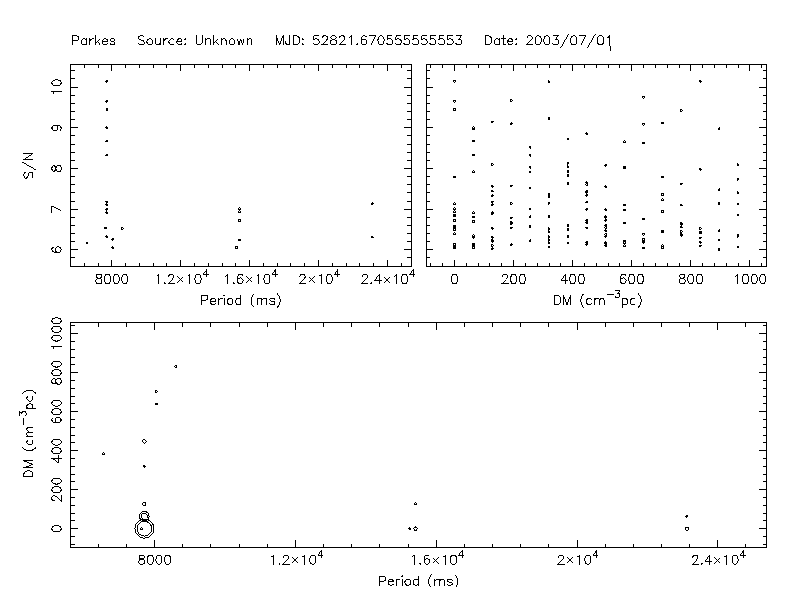 Parkes Source: Unknown MJD: 52821.670555555553 Date: 2003/07/01
S/N
10
9
8
7
6
8000 1.2×10⁴ 1.6×10⁴ 2×10⁴ 2.4×10⁴
Period (ms)
0 200 400 600 800 1000
DM (cm⁻³pc)
DM (cm⁻³pc)
1000
800
600
400
200
0
8000 1.2×10⁴ 1.6×10⁴ 2×10⁴ 2.4×10⁴
Period (ms)